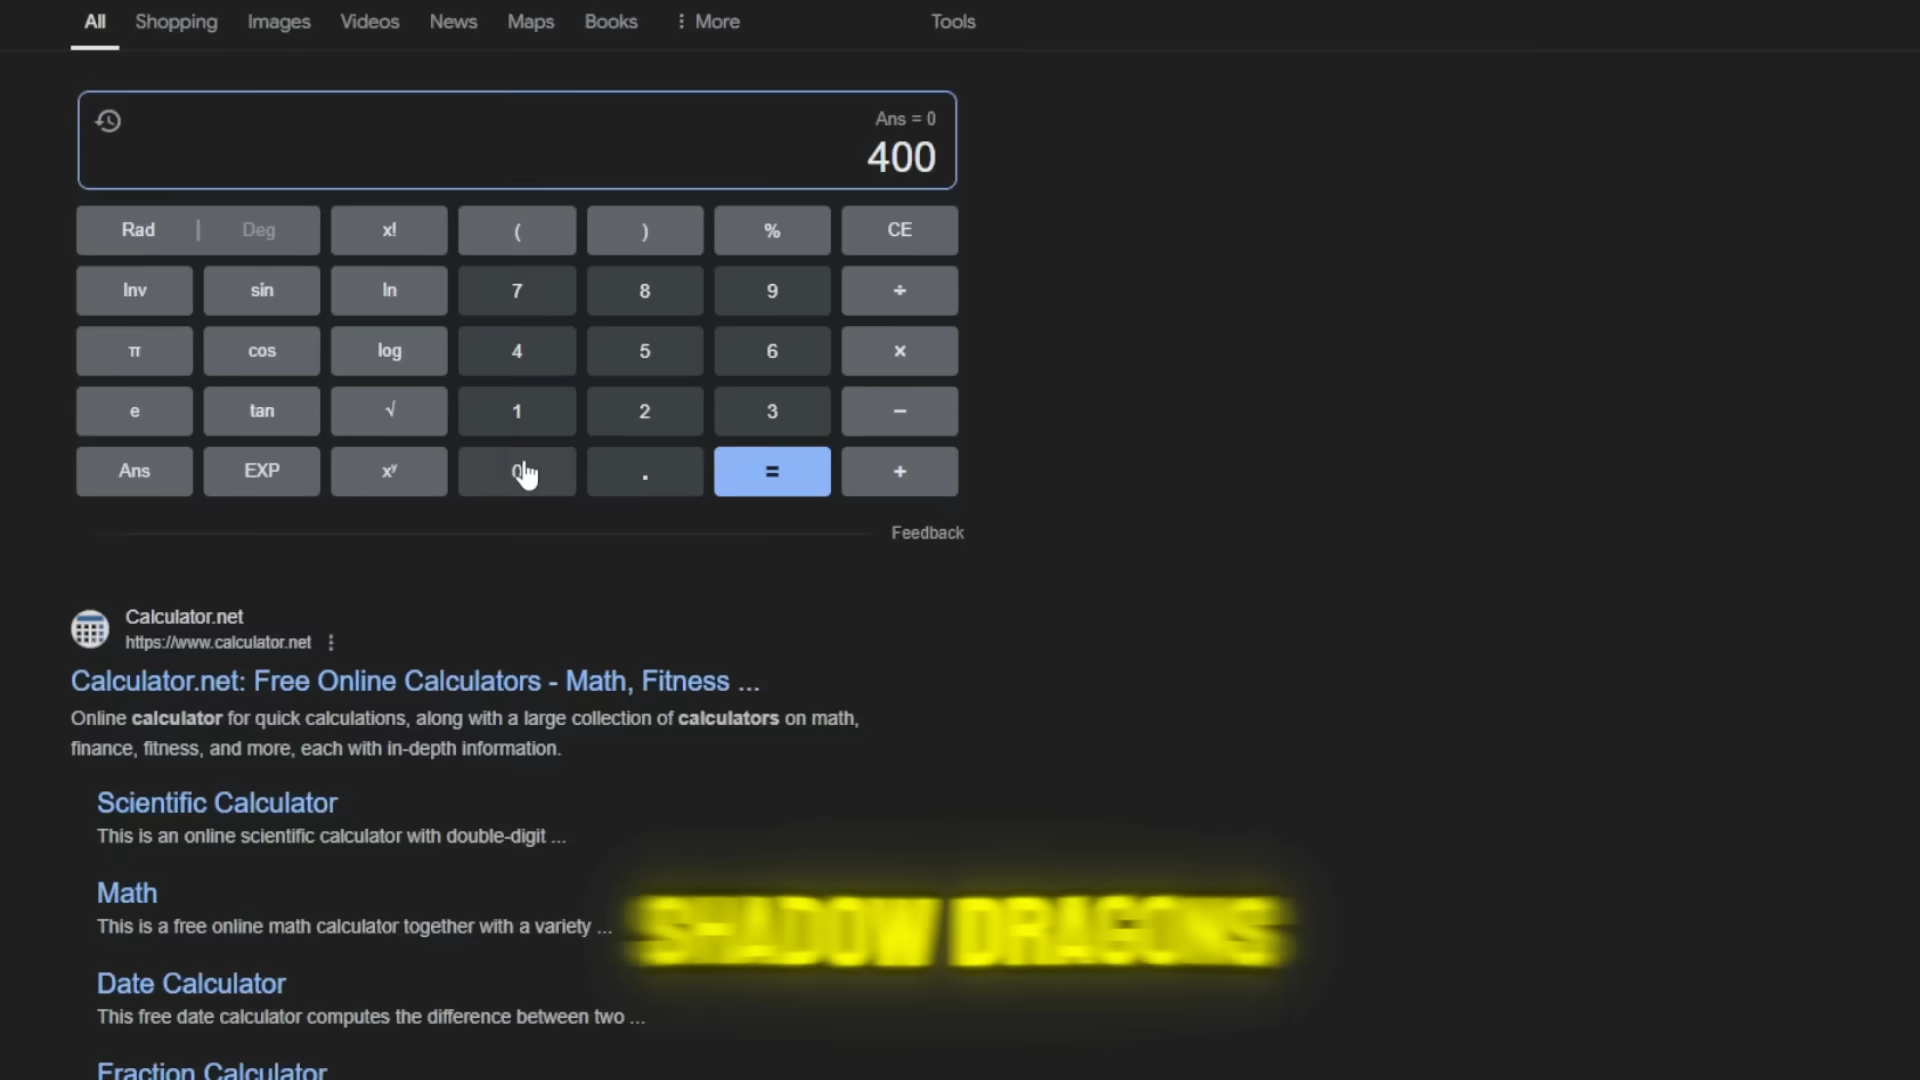 All Shopping Images Videos News Maps Books More Tools
Ans = 0
400
Rad | Deg x! ( ) % CE
Inv sin ln 7 8 9 ÷
π cos log 4 5 6 ×
e tan √ 1 2 3 −
Ans EXP xʸ 0 . = +
Feedback
Calculator.net
https://www.calculator.net
Calculator.net: Free Online Calculators - Math, Fitness ...
Online calculator for quick calculations, along with a large collection of calculators on math,
finance, fitness, and more, each with in-depth information.
Scientific Calculator
This is an online scientific calculator with double-digit ...
Math
This is a free online math calculator together with a variety ...
SHADOW DRAGONS
Date Calculator
This free date calculator computes the difference between two ...
Fraction Calculator